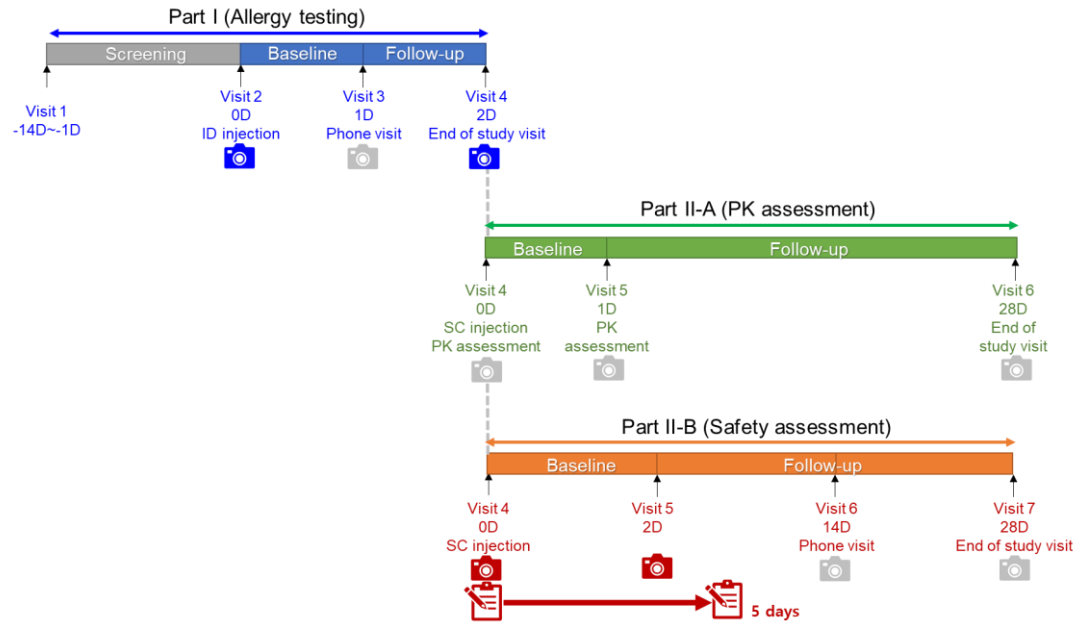 Part I (Allergy testing)
Screening
Baseline
Follow-up
Visit 1
-14D~-1D
Visit 2
0D
ID injection
Visit 3
1D
Phone visit
Visit 4
2D
End of study visit
Part II-A (PK assessment)
Baseline
Follow-up
Visit 4
0D
SC injection
PK assessment
Visit 5
1D
PK
assessment
Visit 6
28D
End of
study visit
Part II-B (Safety assessment)
Baseline
Follow-up
Visit 4
0D
SC injection
Visit 5
2D
Visit 6
14D
Phone visit
Visit 7
28D
End of study visit
5 days